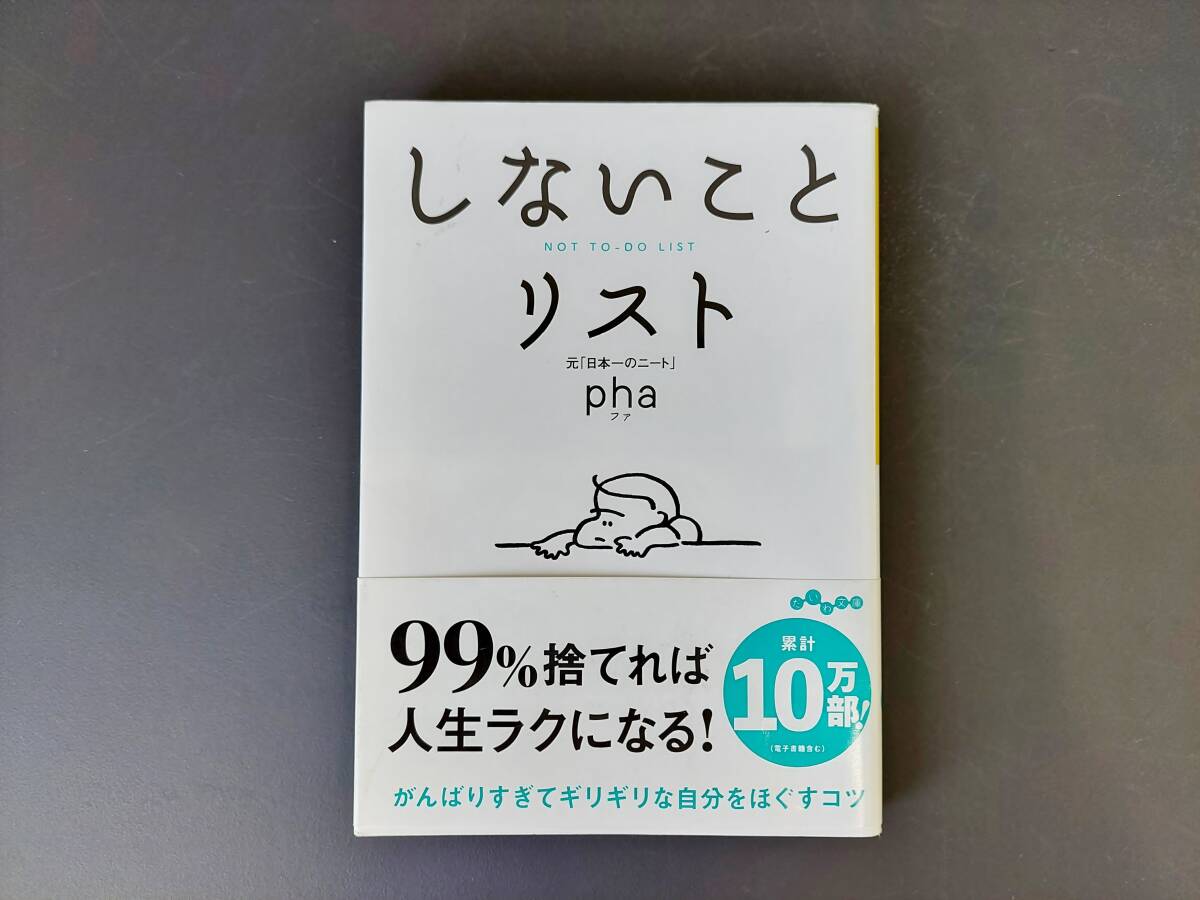 しないこと
NOT TO-DO LIST
リスト
元「日本一のニート」
pha
ファ
だいわ文庫
99%捨てれば
人生ラクになる!
累計
10万部!
(電子書籍含む)
がんばりすぎてギリギリな自分をほぐすコツ